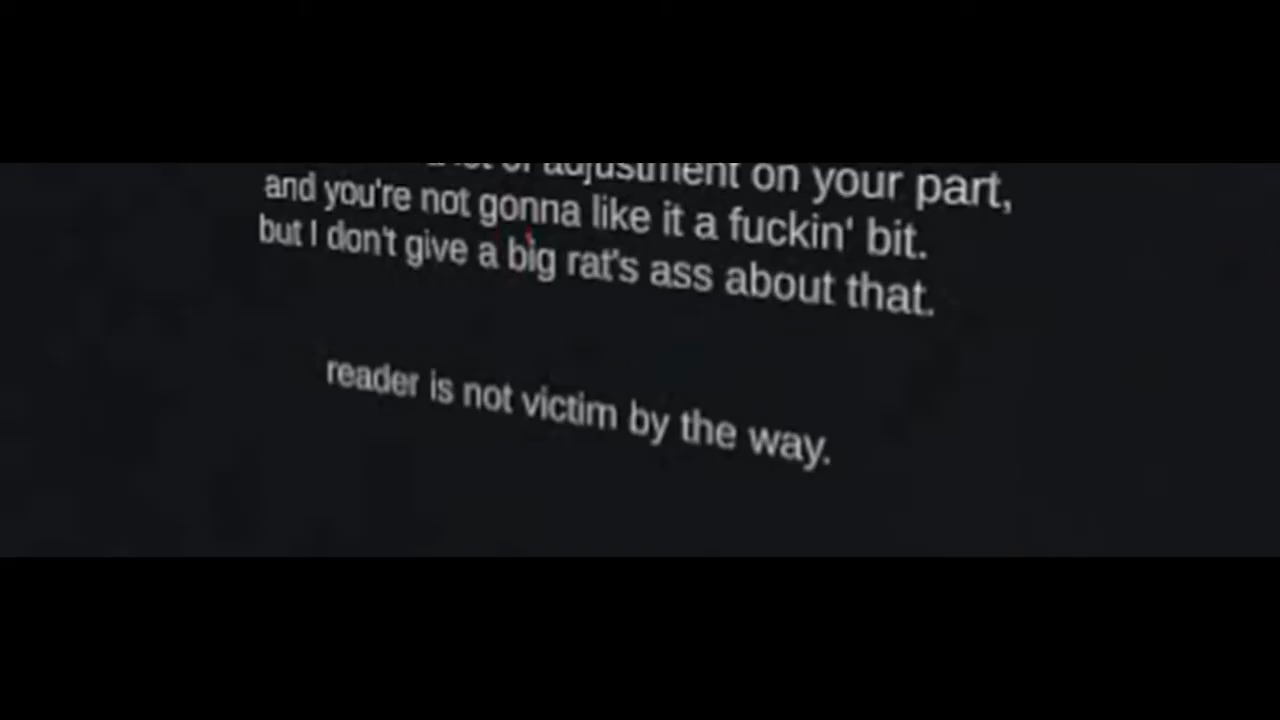 adjustment on your part,
and you're not gonna like it a fuckin' bit.
but I don't give a big rat's ass about that.
reader is not victim by the way.